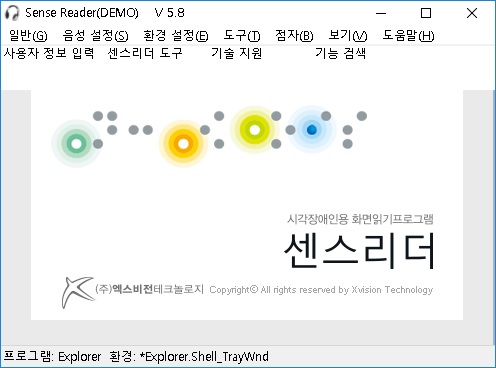 Sense Reader(DEMO) V 5.8
일반(G) 음성 설정(S) 환경 설정(E) 도구(T) 점자(B) 보기(V) 도움말(H)
사용자 정보 입력 센스리더 도구 기술 지원 기능 검색
시각장애인용 화면읽기프로그램
센스리더
(주)엑스비전테크놀로지 Copyright© All rights reserved by Xvision Technology
프로그램: Explorer 환경: *Explorer.Shell_TrayWnd